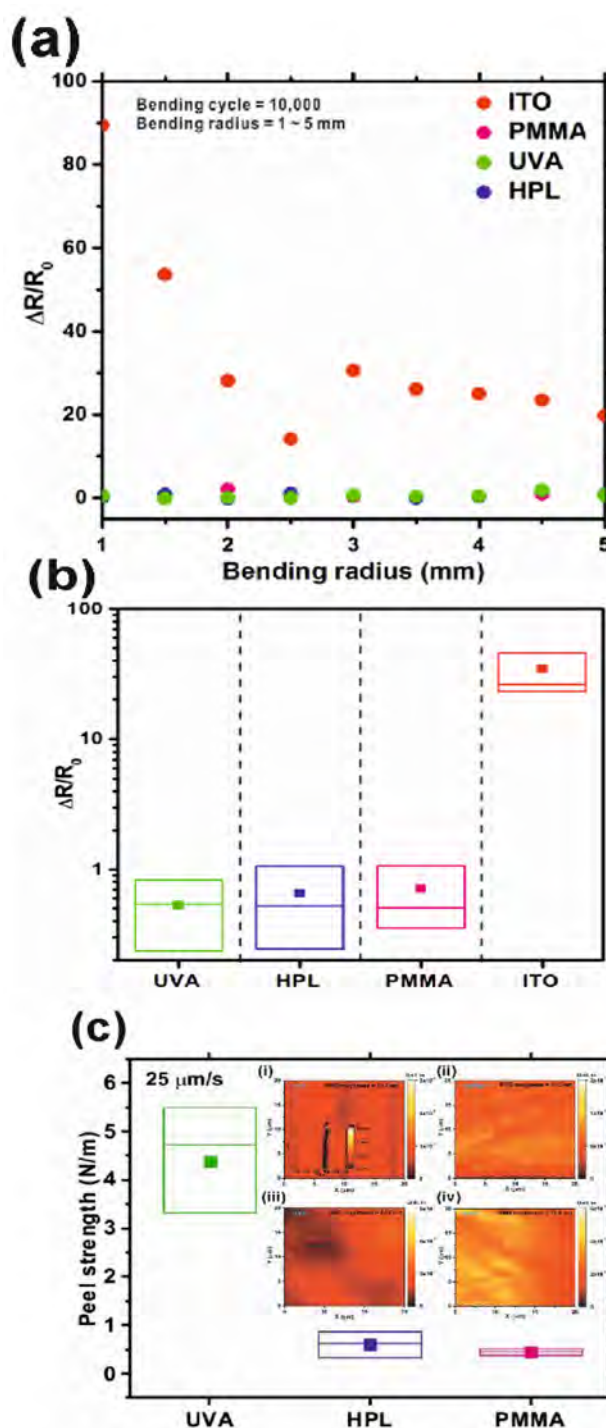 (a)
100
80
60
40
20
0
ΔR/R0
Bending cycle = 10,000
Bending radius = 1 ~ 5 mm
ITO
PMMA
UVA
HPL
1 2 3 4 5
Bending radius (mm)
(b)
100
10
1
ΔR/R0
UVA HPL PMMA ITO
(c)
6
5
4
3
2
1
0
Peel strength (N/m)
25 μm/s
(i) (ii)
(iii) (iv)
X (μm) X (μm)
UVA HPL PMMA